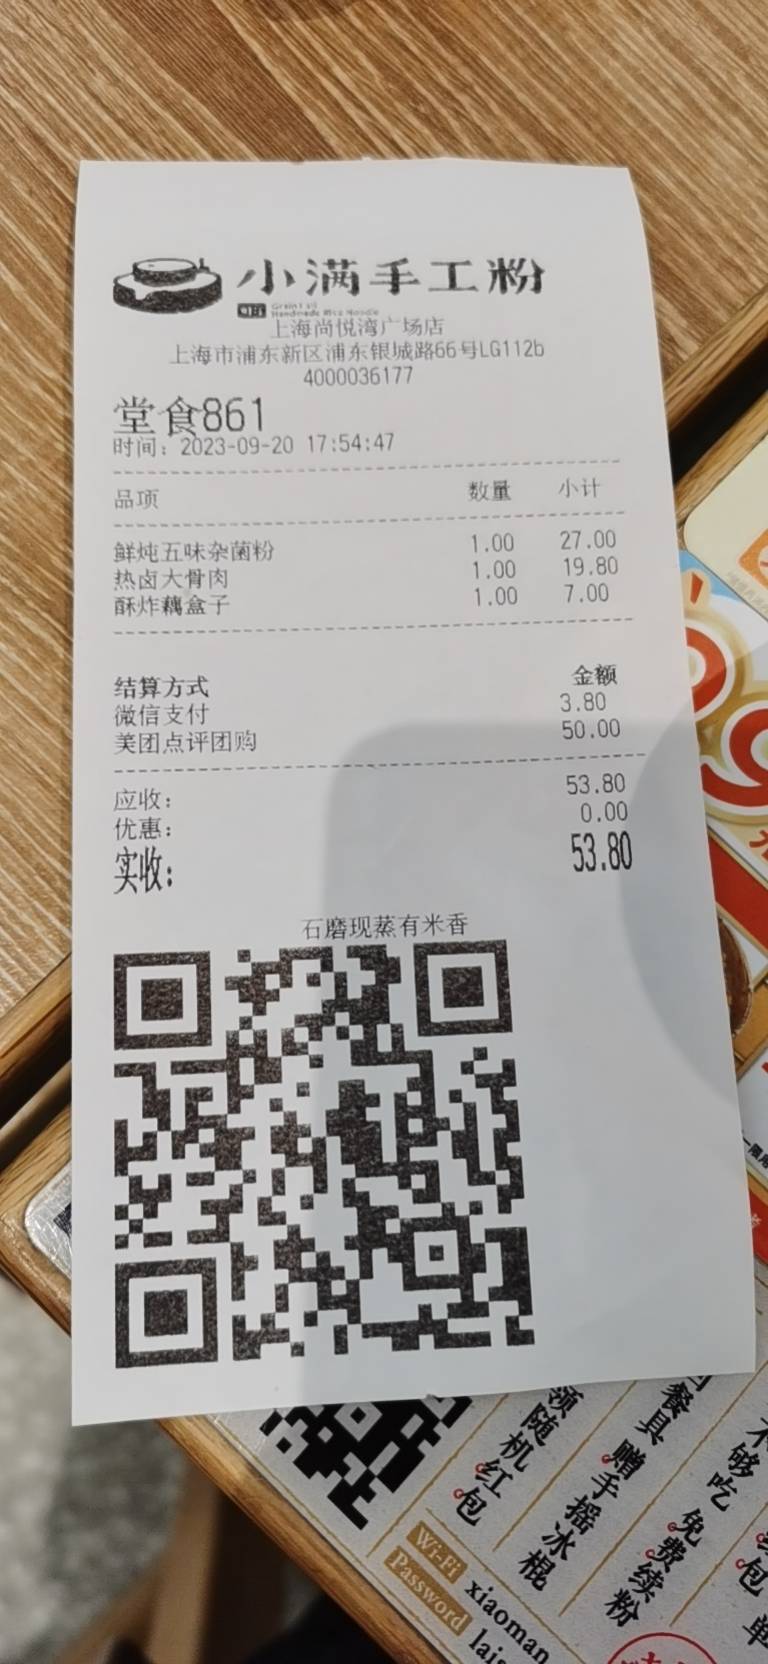 小满手工粉
Handmade Rice Noodle
上海尚悦湾广场店
上海市浦东新区浦东银城路66号LG112b
4000036177
堂食861
时间：2023-09-20 17:54:47
品项 数量 小计
鲜炖五味杂菌粉 1.00 27.00
热卤大骨肉 1.00 19.80
酥炸藕盒子 1.00 7.00
结算方式 金额
微信支付 3.80
美团点评团购 50.00
应收： 53.80
优惠： 0.00
实收： 53.80
石磨现蒸有米香
领随机红包
餐具 赠手摇冰棍
够吃 免费续粉
包 单
Wi-Fi xiaoman
Password